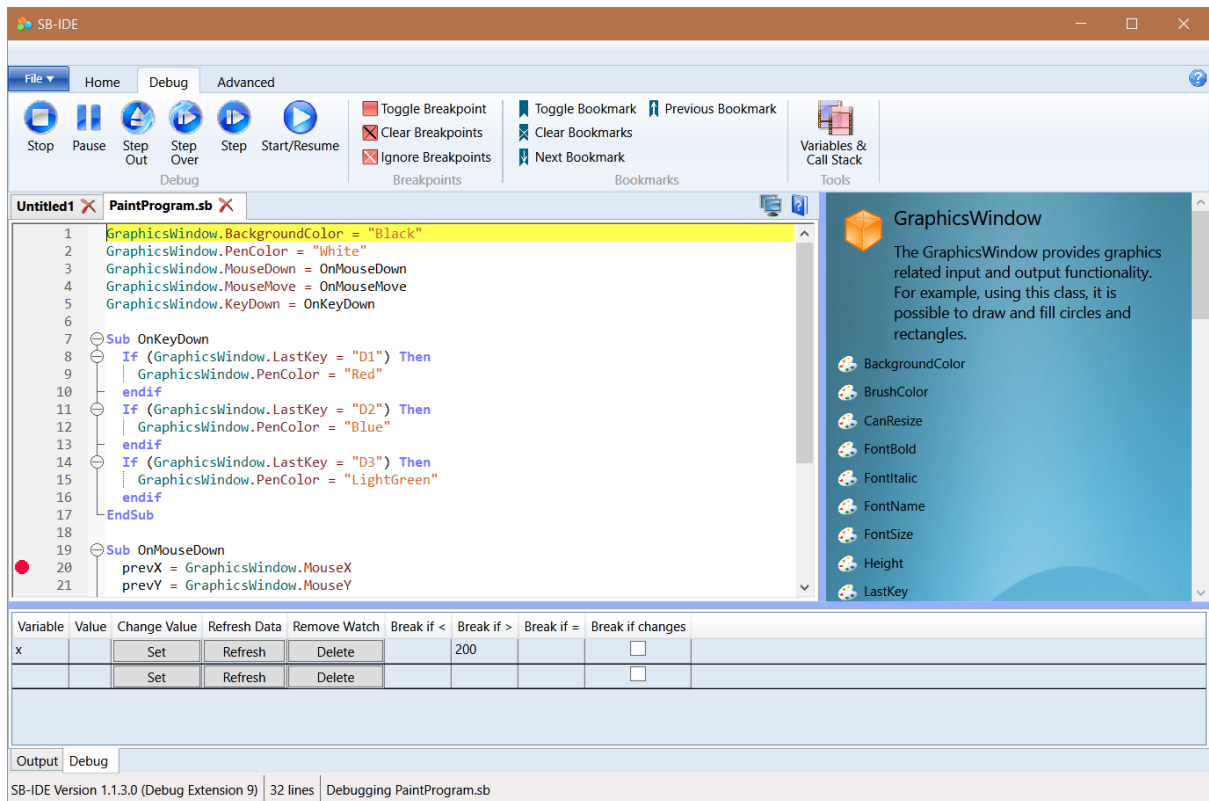 SB-IDE
File Home Debug Advanced
Stop Pause Step Out Step Over Step Start/Resume
Debug
Toggle Breakpoint
Clear Breakpoints
Ignore Breakpoints
Breakpoints
Toggle Bookmark Previous Bookmark
Clear Bookmarks
Next Bookmark
Bookmarks
Variables &
Call Stack
Tools
Untitled1 PaintProgram.sb
1 GraphicsWindow.BackgroundColor = "Black"
2 GraphicsWindow.PenColor = "White"
3 GraphicsWindow.MouseDown = OnMouseDown
4 GraphicsWindow.MouseMove = OnMouseMove
5 GraphicsWindow.KeyDown = OnKeyDown
6
7 Sub OnKeyDown
8 If (GraphicsWindow.LastKey = "D1") Then
9 GraphicsWindow.PenColor = "Red"
10 endif
11 If (GraphicsWindow.LastKey = "D2") Then
12 GraphicsWindow.PenColor = "Blue"
13 endif
14 If (GraphicsWindow.LastKey = "D3") Then
15 GraphicsWindow.PenColor = "LightGreen"
16 endif
17 EndSub
18
19 Sub OnMouseDown
20 prevX = GraphicsWindow.MouseX
21 prevY = GraphicsWindow.MouseY
GraphicsWindow
The GraphicsWindow provides graphics
related input and output functionality.
For example, using this class, it is
possible to draw and fill circles and
rectangles.
BackgroundColor
BrushColor
CanResize
FontBold
FontItalic
FontName
FontSize
Height
LastKey
Variable Value Change Value Refresh Data Remove Watch Break if < Break if > Break if = Break if changes
x Set Refresh Delete 200
Set Refresh Delete
Output Debug
SB-IDE Version 1.1.3.0 (Debug Extension 9) 32 lines Debugging PaintProgram.sb